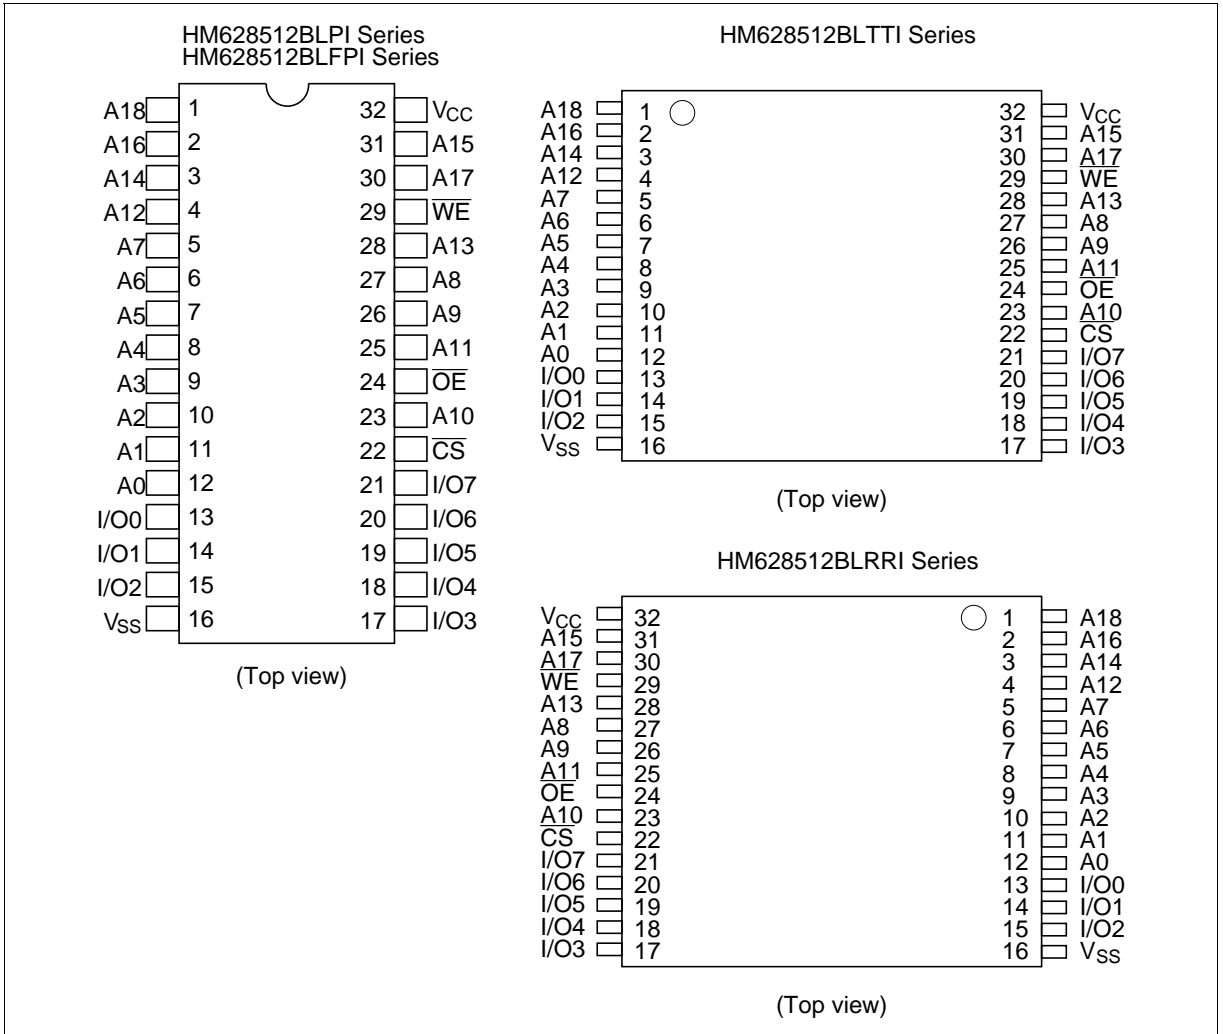 HM628512BLPI Series
HM628512BLFPI Series
A18 1 32 VCC
A16 2 31 A15
A14 3 30 A17
A12 4 29 W̅E̅
A7 5 28 A13
A6 6 27 A8
A5 7 26 A9
A4 8 25 A11
A3 9 24 O̅E̅
A2 10 23 A10
A1 11 22 C̅S̅
A0 12 21 I/O7
I/O0 13 20 I/O6
I/O1 14 19 I/O5
I/O2 15 18 I/O4
VSS 16 17 I/O3
(Top view)
HM628512BLTTI Series
A18 1 32 VCC
A16 2 31 A15
A14 3 30 A17
A12 4 29 W̅E̅
A7 5 28 A13
A6 6 27 A8
A5 7 26 A9
A4 8 25 A11
A3 9 24 O̅E̅
A2 10 23 A10
A1 11 22 C̅S̅
A0 12 21 I/O7
I/O0 13 20 I/O6
I/O1 14 19 I/O5
I/O2 15 18 I/O4
VSS 16 17 I/O3
(Top view)
HM628512BLRRI Series
VCC 32 1 A18
A15 31 2 A16
A17 30 3 A14
W̅E̅ 29 4 A12
A13 28 5 A7
A8 27 6 A6
A9 26 7 A5
A11 25 8 A4
O̅E̅ 24 9 A3
A10 23 10 A2
C̅S̅ 22 11 A1
I/O7 21 12 A0
I/O6 20 13 I/O0
I/O5 19 14 I/O1
I/O4 18 15 I/O2
I/O3 17 16 VSS
(Top view)